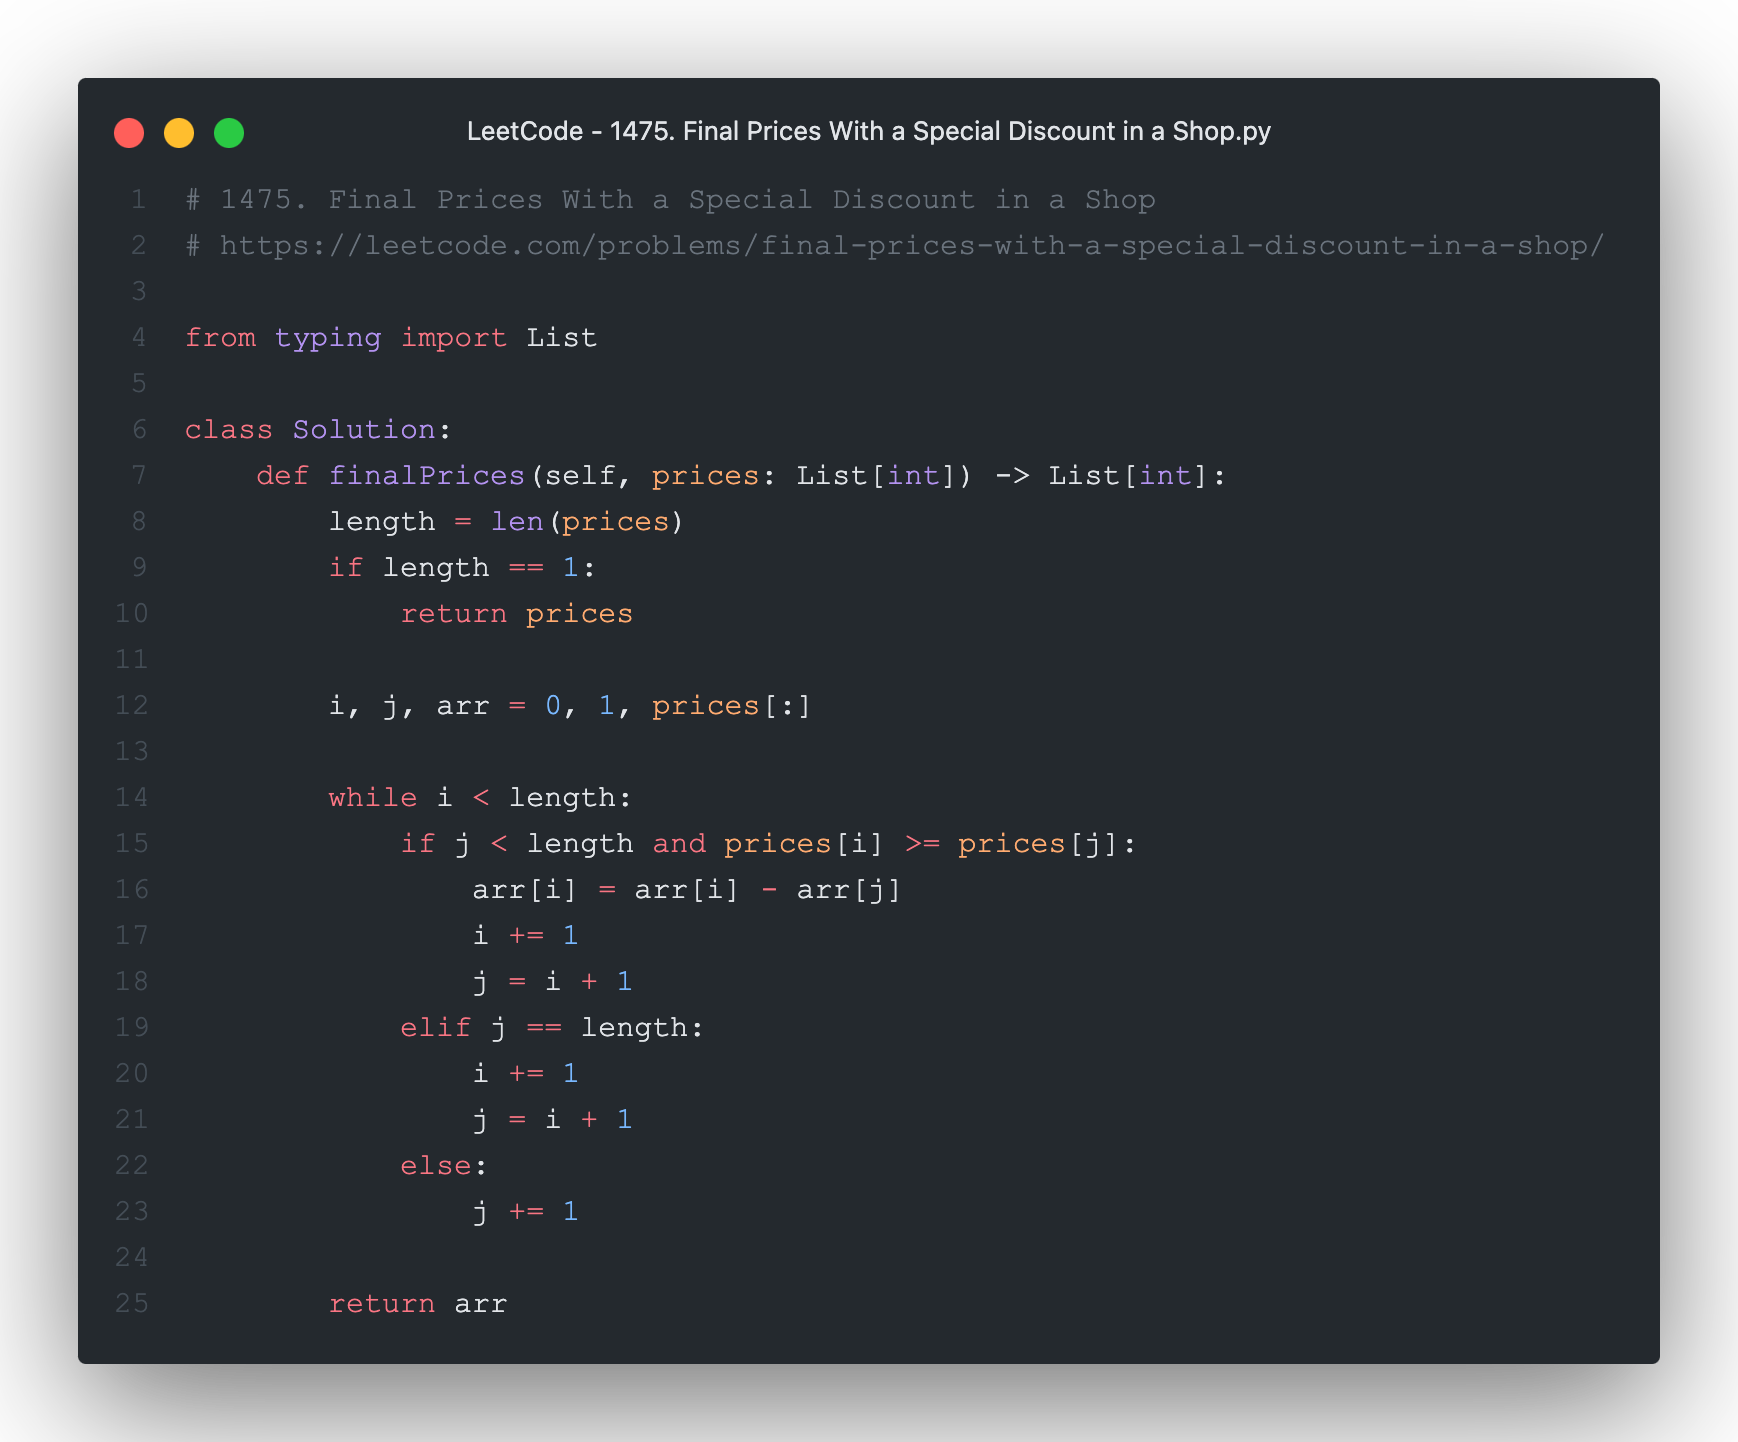 LeetCode - 1475. Final Prices With a Special Discount in a Shop.py
1 # 1475. Final Prices With a Special Discount in a Shop
2 # https://leetcode.com/problems/final-prices-with-a-special-discount-in-a-shop/
3
4 from typing import List
5
6 class Solution:
7     def finalPrices(self, prices: List[int]) -> List[int]:
8         length = len(prices)
9         if length == 1:
10             return prices
11
12         i, j, arr = 0, 1, prices[:]
13
14         while i < length:
15             if j < length and prices[i] >= prices[j]:
16                 arr[i] = arr[i] - arr[j]
17                 i += 1
18                 j = i + 1
19             elif j == length:
20                 i += 1
21                 j = i + 1
22             else:
23                 j += 1
24
25         return arr